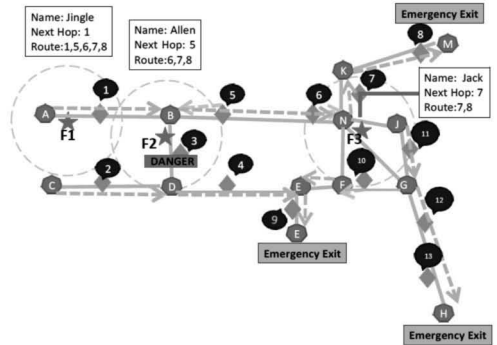 Emergency Exit
Name: Jingle
Next Hop: 1
Route:1,5,6,7,8
Name: Allen
Next Hop: 5
Route:6,7,8
8
M
K
7
Name: Jack
Next Hop: 7
Route:7,8
1
5
6
A
B
N
J
F1
F2
3
F3
11
DANGER
10
2
4
C
D
E
F
G
9
12
E
Emergency Exit
13
H
Emergency Exit